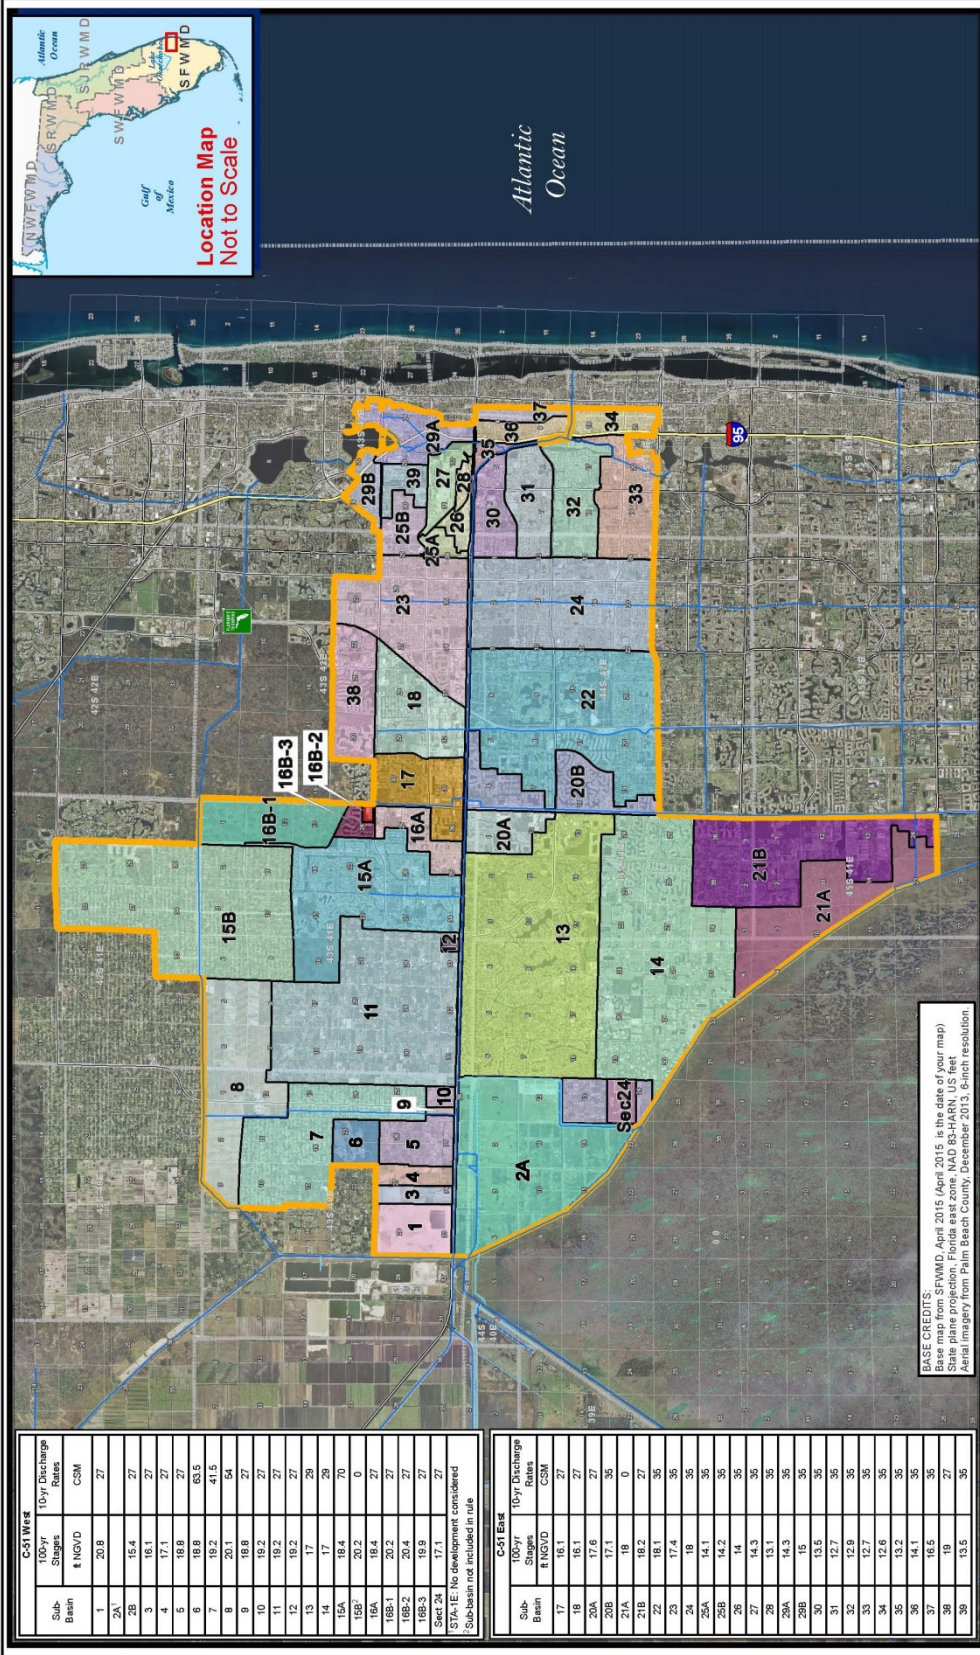 C-51 West
Sub-Basin 100-yr Stages 10-yr Discharge Rates
ft NGVD CSM
1 20.8 27
2A¹
2B 15.4 27
3 16.1 27
4 17.1 27
5 18.8 27
6 18.8 63.5
7 19.2 41.5
8 20.1 54
9 18.8 27
10 19.2 27
11 19.2 27
12 19.2 27
13 17 29
14 17 29
15A 18.4 70
15B² 20.2 0
16A 18.4 27
16B-1 20.2 27
16B-2 20.4 27
16B-3 19.9 27
Sect 24 17.1 27
¹STA-1E: No development considered
²Sub-basin not included in rule
C-51 East
Sub-Basin 100-yr Stages 10-yr Discharge Rates
ft NGVD CSM
17 16.1 27
18 16.1 27
20A 17.6 27
20B 17.1 35
21A 18 0
21B 18.2 27
22 18.1 35
23 17.4 35
24 18 35
25A 14.1 35
25B 14.2 35
26 14 35
27 14.3 35
28 13.1 35
29A 14.3 35
29B 15 35
30 13.5 35
31 12.7 35
32 12.9 35
33 12.7 35
34 12.6 35
35 13.2 35
36 14.1 35
37 16.5 35
38 19 27
39 13.5 35
NWFWMD
SRWMD
SJRWMD
SWFWMD
SFWMD
Atlantic Ocean
Gulf of Mexico
Lake Okeechobee
Location Map
Not to Scale
Atlantic
Ocean
16B-3
16B-2
16B-1
15B
15A
16A
17
18
38
23
25A
25B
26
27
28
29A
29B
39
8
7
6
5
4
3
1
9
10
11
12
2A
Sec24
13
14
20A
20B
21A
21B
22
24
30
31
32
33
34
35
36
37
95
BASE CREDITS:
Base map from SFWMD, April 2015 (April 2015 is the date of your map)
State plane projection, Florida east zone, NAD 83-HARN, US feet
Aerial imagery from Palm Beach County, December 2013, 6-inch resolution.